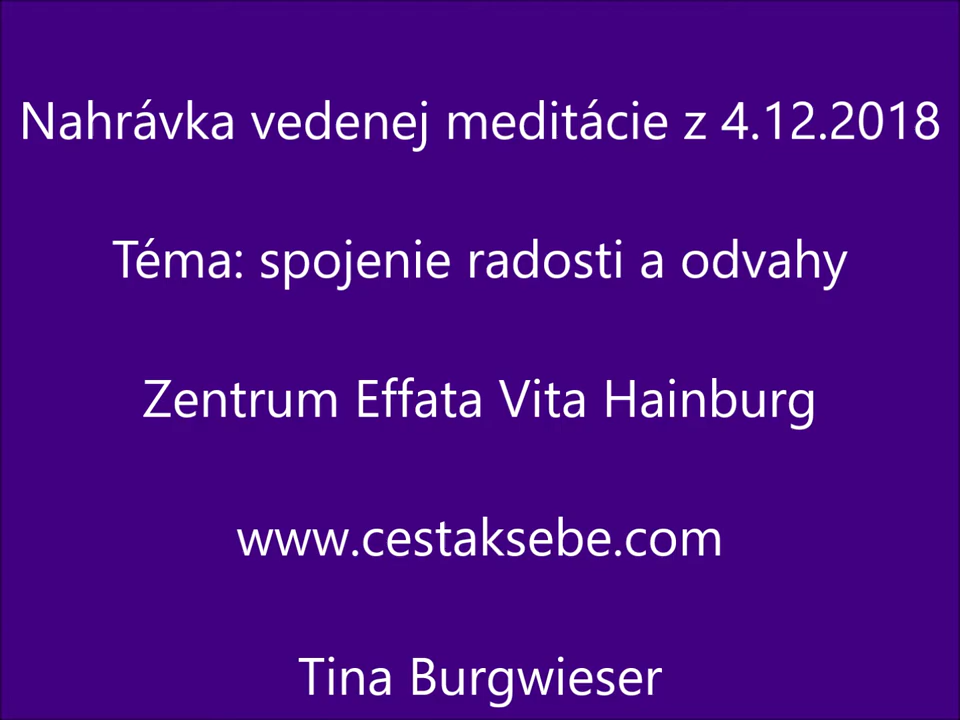 Nahrávka vedenej meditácie z 4.12.2018
Téma: spojenie radosti a odvahy
Zentrum Effata Vita Hainburg
www.cestaksebe.com
Tina Burgwieser